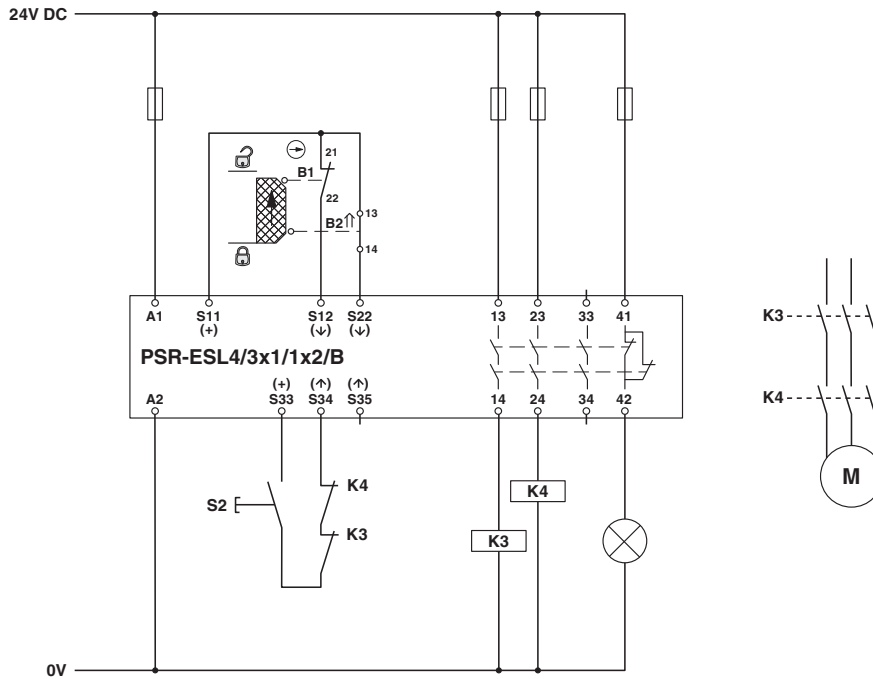 24V DC
21
B1
22
B2 13
14
A1 S11 S12 S22 13 23 33 41
(+) (↓) (↓)
K3
PSR-ESL4/3x1/1x2/B
(+) (↑) (↑)
A2 S33 S34 S35 14 24 34 42
K4
M
K4
S2
K4
K3
K3
0V